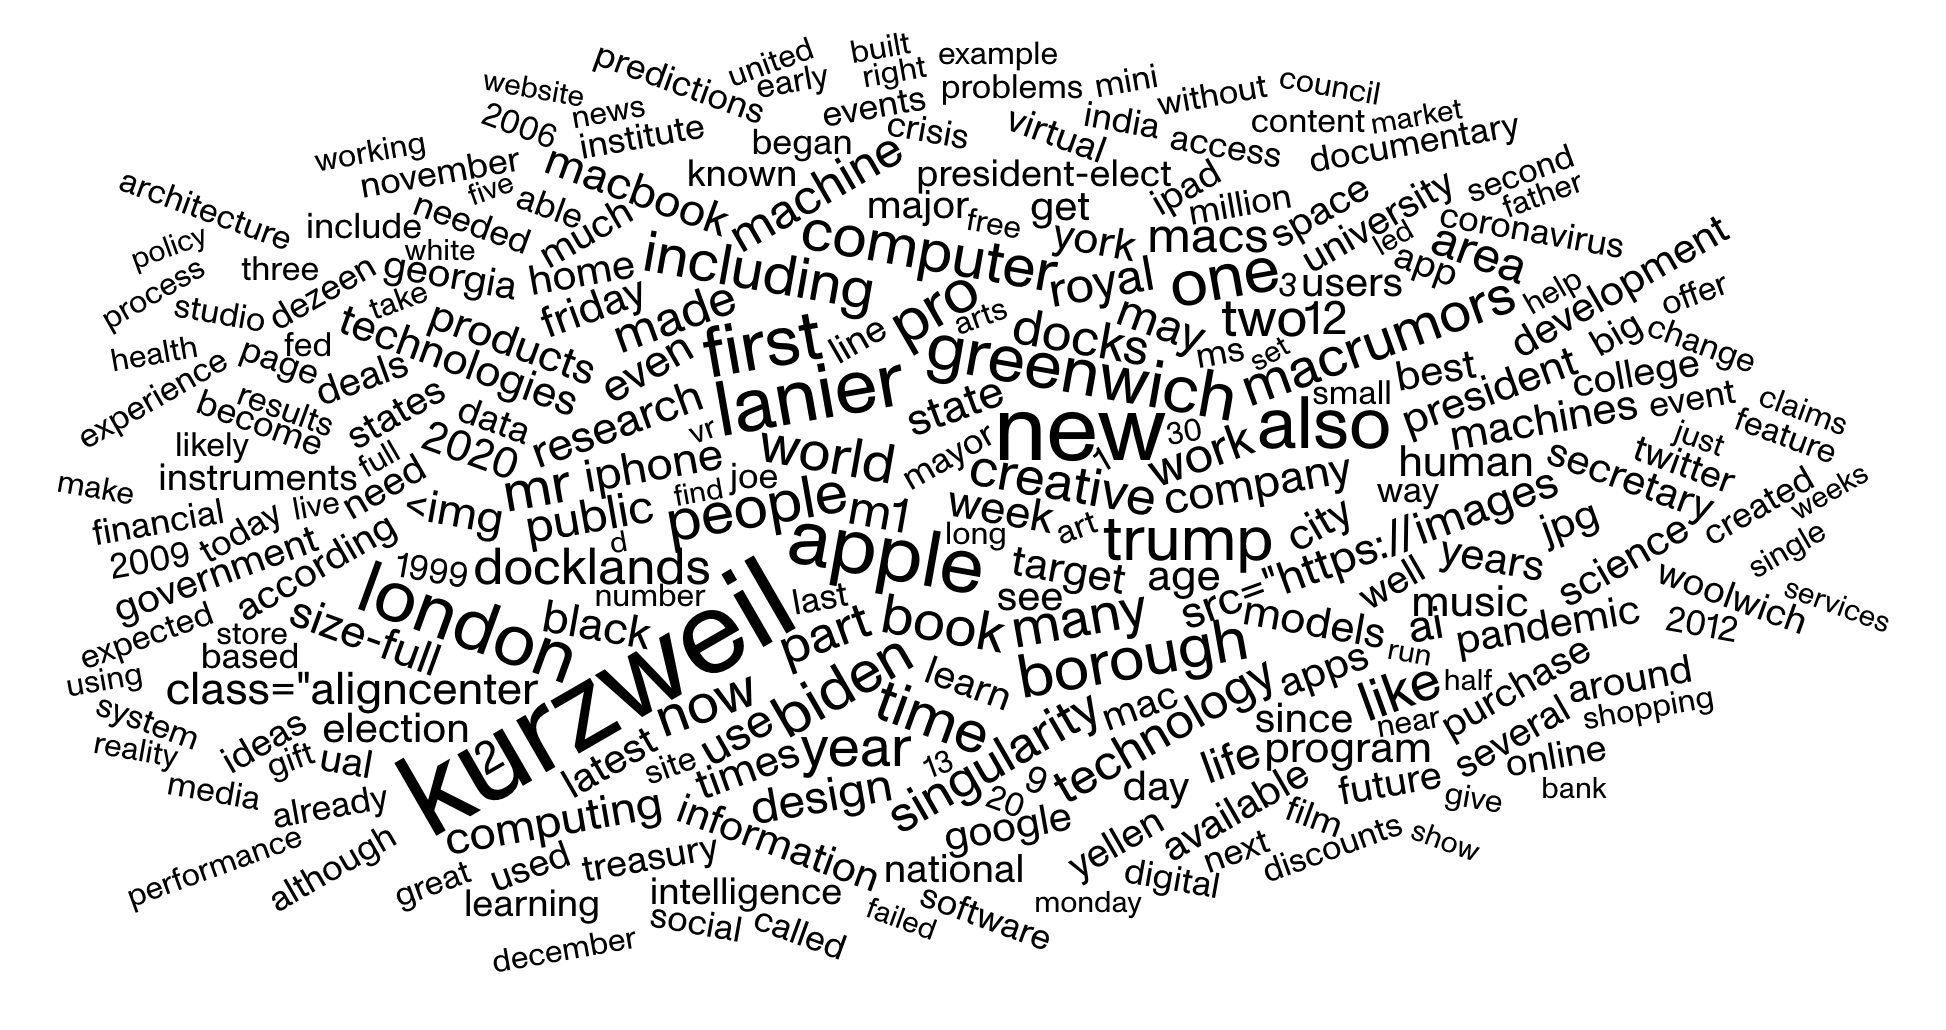 built
example
united
predictions
early
right
problems
mini
website
news
events
without
council
2006
institute
began
crisis
virtual
india
access
content
market
documentary
working
november
five
macbook
known
machine
president-elect
ipad
million
space
university
second
father
architecture
include
needed
able
much
major
free
get
york
macs
led
coronavirus
policy
white
including
computer
royal
one
3
users
app
area
development
process
three
dezeen
georgia
home
friday
made
pro
arts
docks
may
two
12
macrumors
help
offer
studio
take
technologies
products
even
first
line
greenwich
ms
set
big
change
health
fed
page
deals
experience
results
become
states
data
research
lanier
state
small
best
president
college
claims
likely
2020
vr
world
mayor
new
30
also
machines
event
feature
just
instruments
full
need
mr
iphone
joe
find
creative
1
work
company
human
secretary
twitter
make
financial
live
<img
public
people
m1
week
long
art
trump
city
way
images
jpg
created
weeks
2009
today
government
according
1999
docklands
d
apple
target
age
src="https://images
well
years
science
single
services
expected
store
based
size-full
london
black
number
kurzweil
last
part
book
see
many
models
ai
music
pandemic
woolwich
2012
using
class="aligncenter
now
biden
learn
borough
run
like
half
purchase
around
system
reality
ideas
gift
ual
election
2
latest
site
use
times
year
time
13
singularity
mac
technology
apps
since
near
several
shopping
media
already
computing
information
design
20
9
day
life
program
future
give
online
bank
performance
although
great
used
treasury
national
google
yellen
available
next
film
discounts
show
learning
intelligence
digital
social
called
failed
software
monday
december